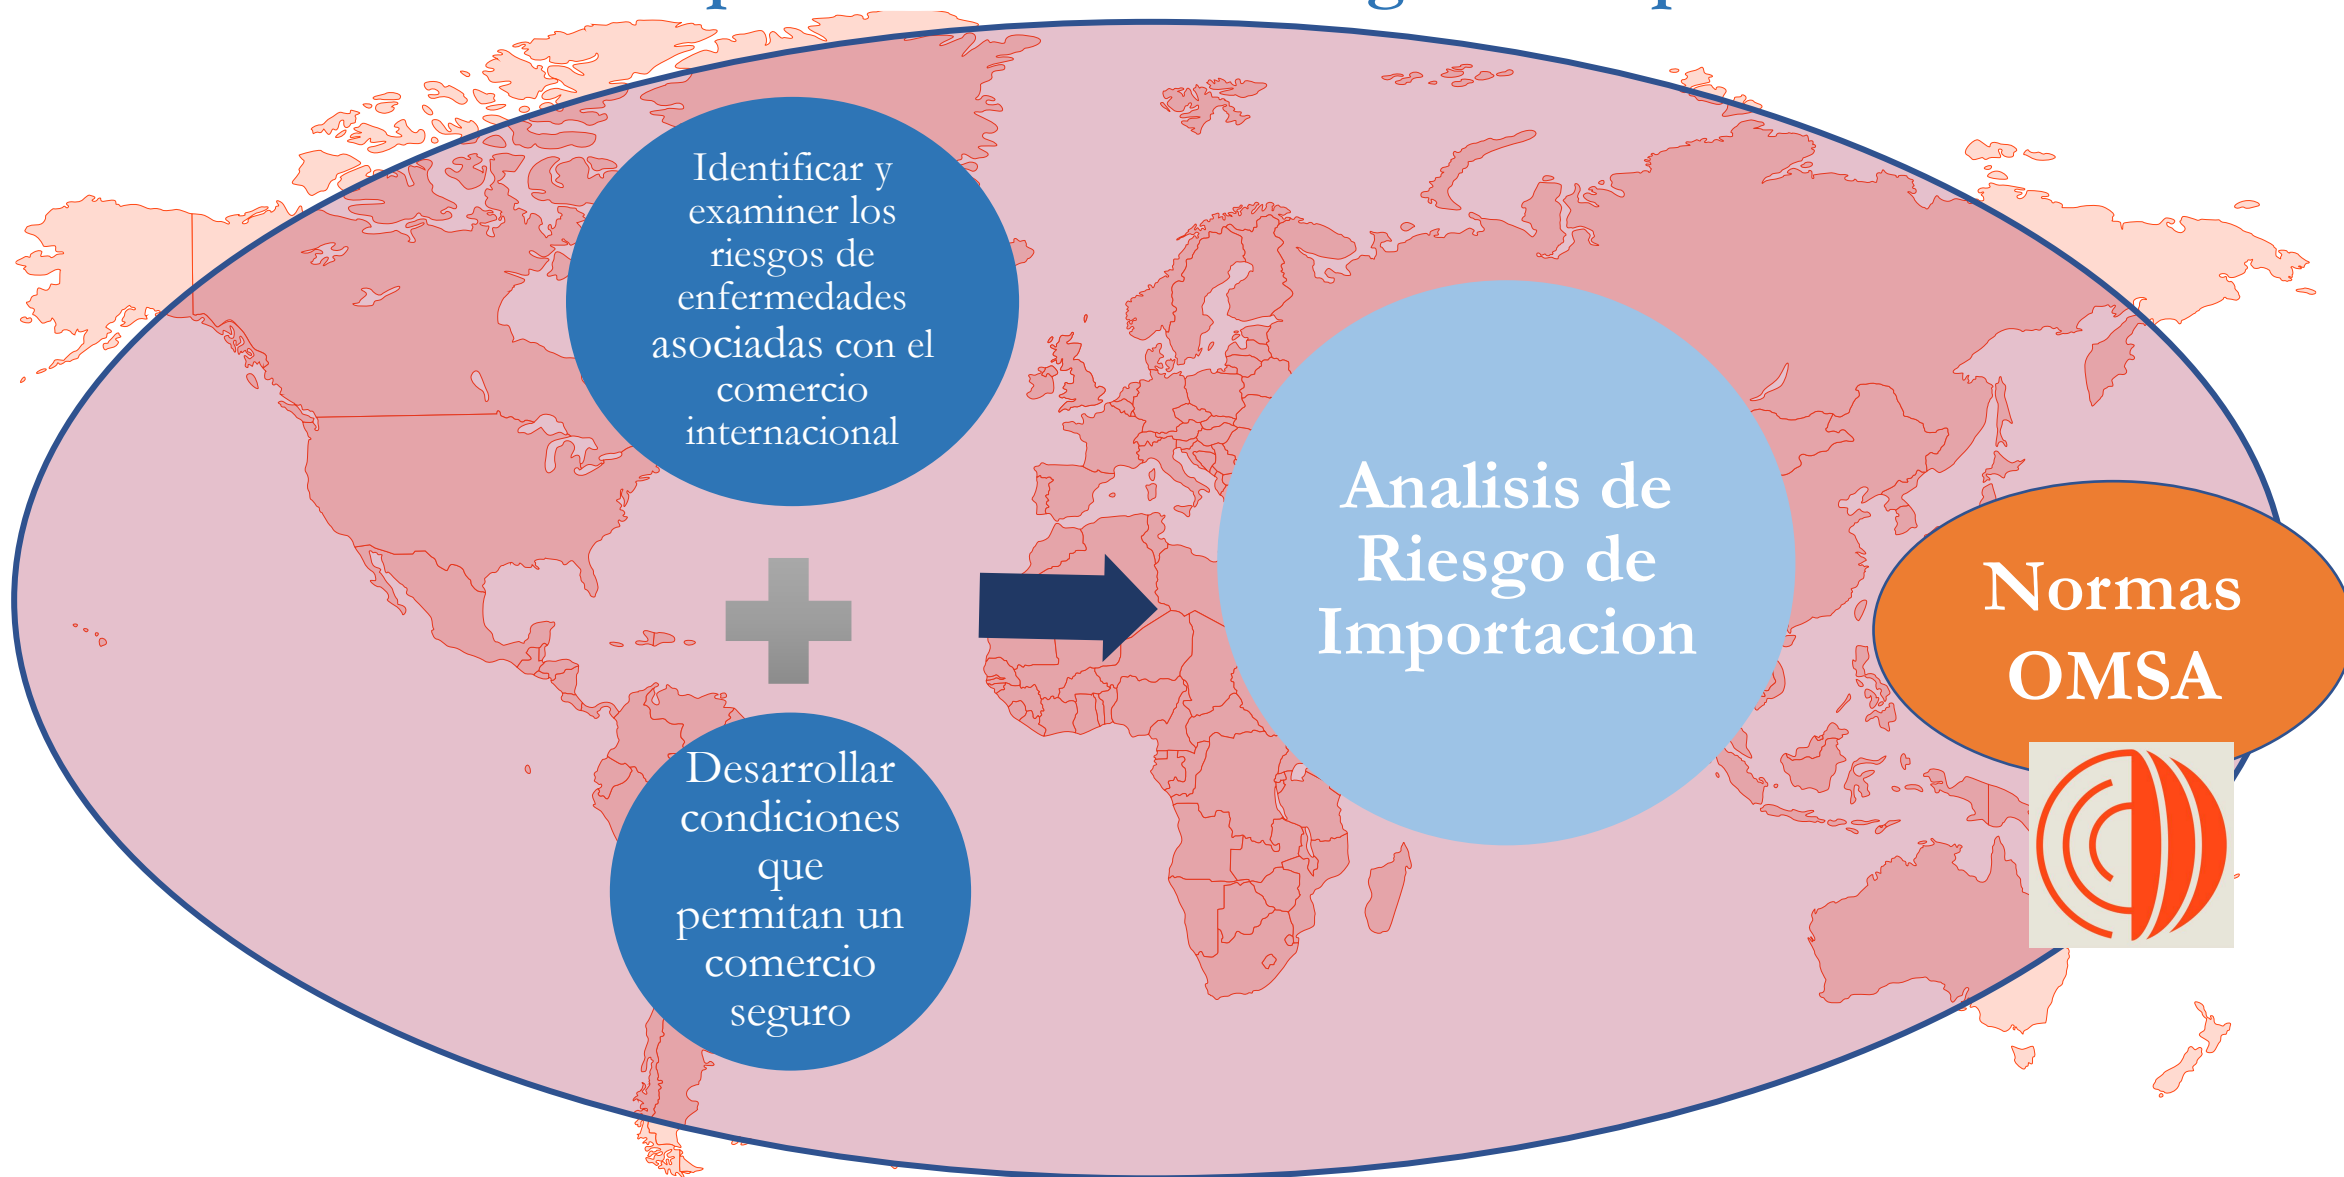 Identificar y
examiner los
riesgos de
enfermedades
asociadas con el
comercio
internacional
Desarrollar
condiciones
que
permitan un
comercio
seguro
Analisis de
Riesgo de
Importacion
Normas
OMSA